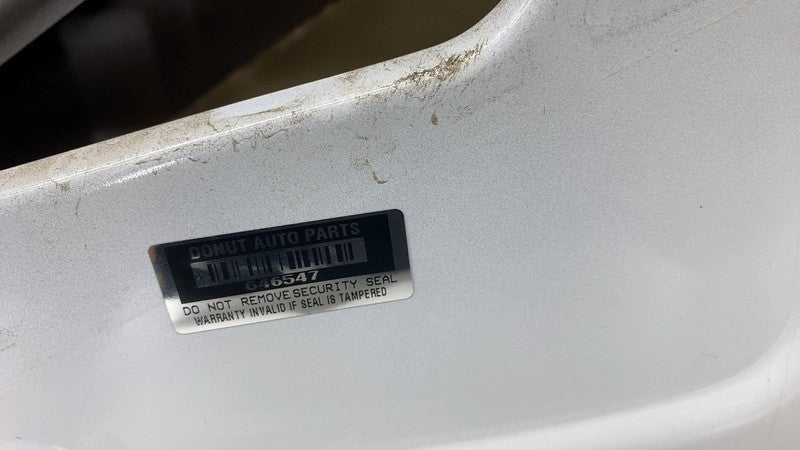 DONUT AUTO PARTS
646547
DO NOT REMOVE SECURITY SEAL
WARRANTY INVALID IF SEAL IS TAMPERED